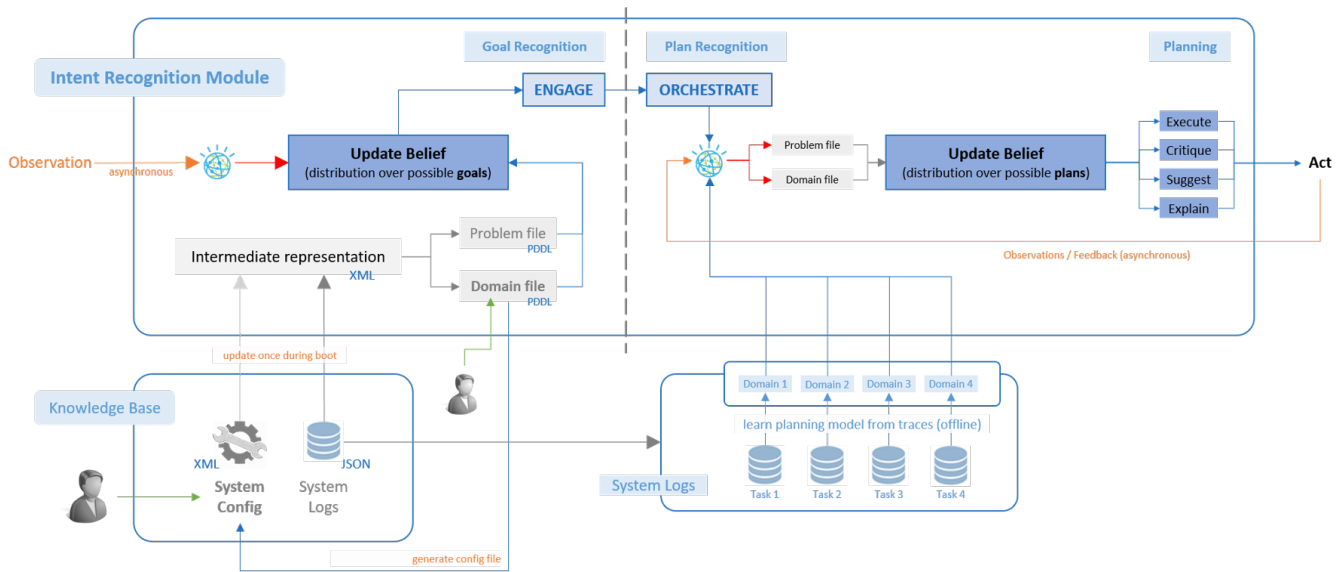 Goal Recognition
Plan Recognition
Planning
Intent Recognition Module
ENGAGE
ORCHESTRATE
Observation
asynchronous
Update Belief
(distribution over possible goals)
Problem file
Domain file
Update Belief
(distribution over possible plans)
Execute
Critique
Suggest
Explain
Act
Observations / Feedback (asynchronous)
Intermediate representation
XML
Problem file
PDDL
Domain file
PDDL
update once during boot
Knowledge Base
XML
System
Config
JSON
System
Logs
generate config file
Domain 1
Domain 2
Domain 3
Domain 4
learn planning model from traces (offline)
System Logs
Task 1
Task 2
Task 3
Task 4